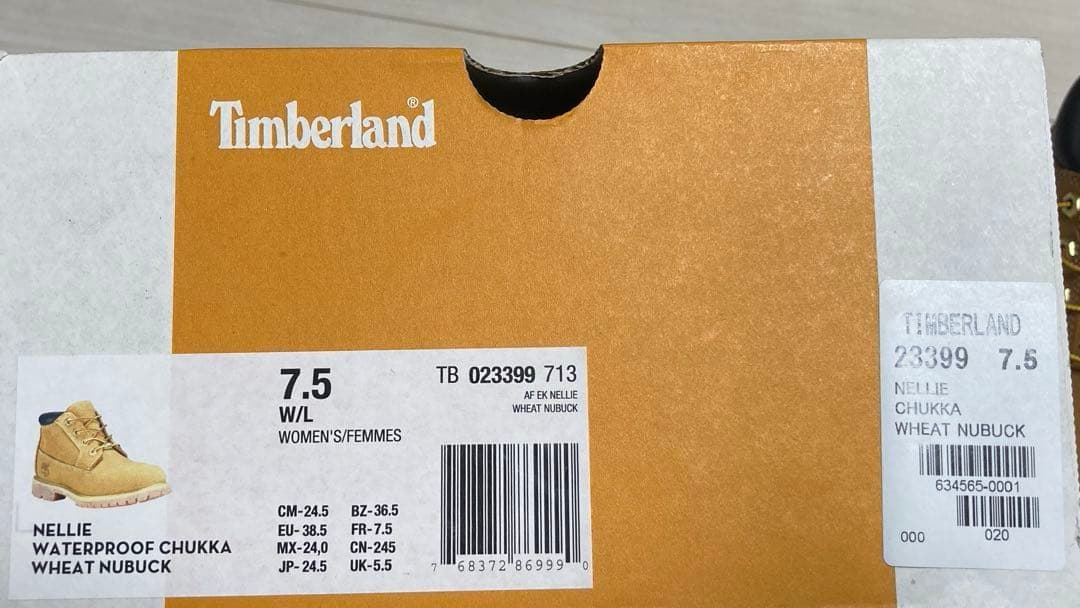 Timberland®
7.5
W/L
WOMEN'S/FEMMES
TB 023399 713
AF EK NELLIE
WHEAT NUBUCK
CM-24.5 BZ-36.5
EU-38.5 FR-7.5
MX-24,0 CN-245
JP-24.5 UK-5.5
7 68372 86999 0
NELLIE
WATERPROOF CHUKKA
WHEAT NUBUCK
TIMBERLAND
23399 7.5
NELLIE
CHUKKA
WHEAT NUBUCK
634565-0001
000 020